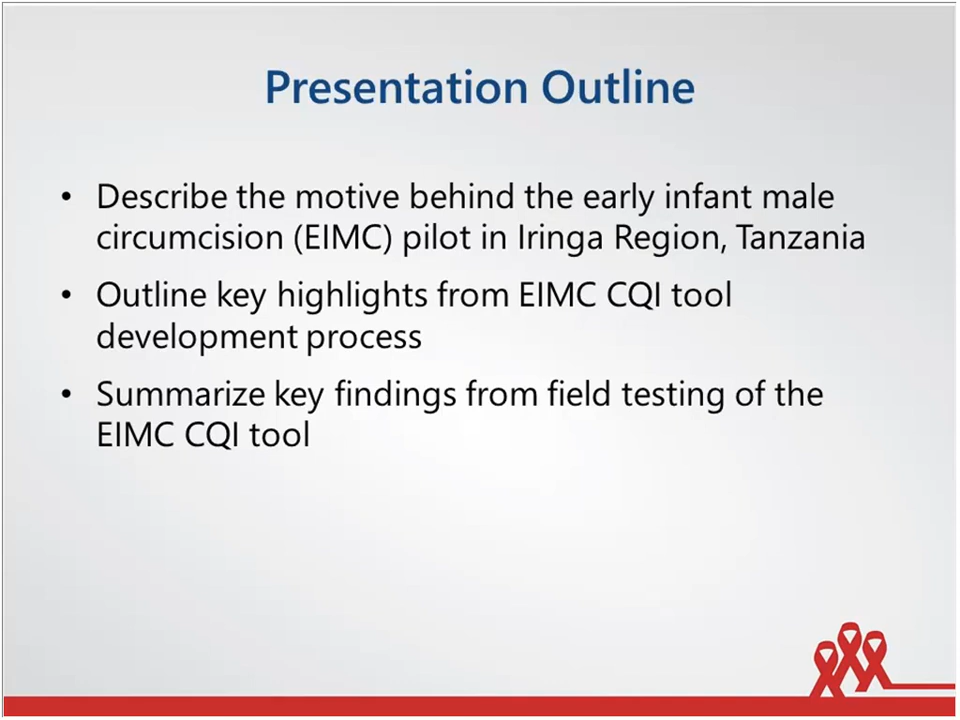 Presentation Outline
• Describe the motive behind the early infant male
circumcision (EIMC) pilot in Iringa Region, Tanzania
• Outline key highlights from EIMC CQI tool
development process
• Summarize key findings from field testing of the
EIMC CQI tool